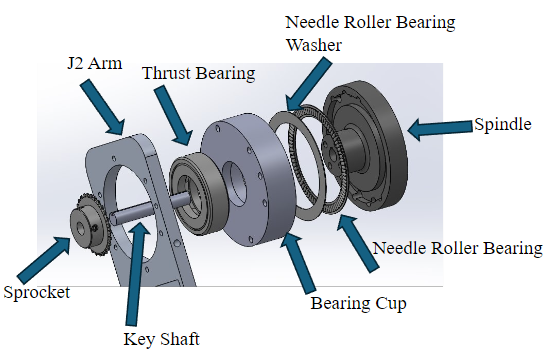 Needle Roller Bearing
Washer
J2 Arm
Thrust Bearing
Spindle
Needle Roller Bearing
Sprocket
Bearing Cup
Key Shaft